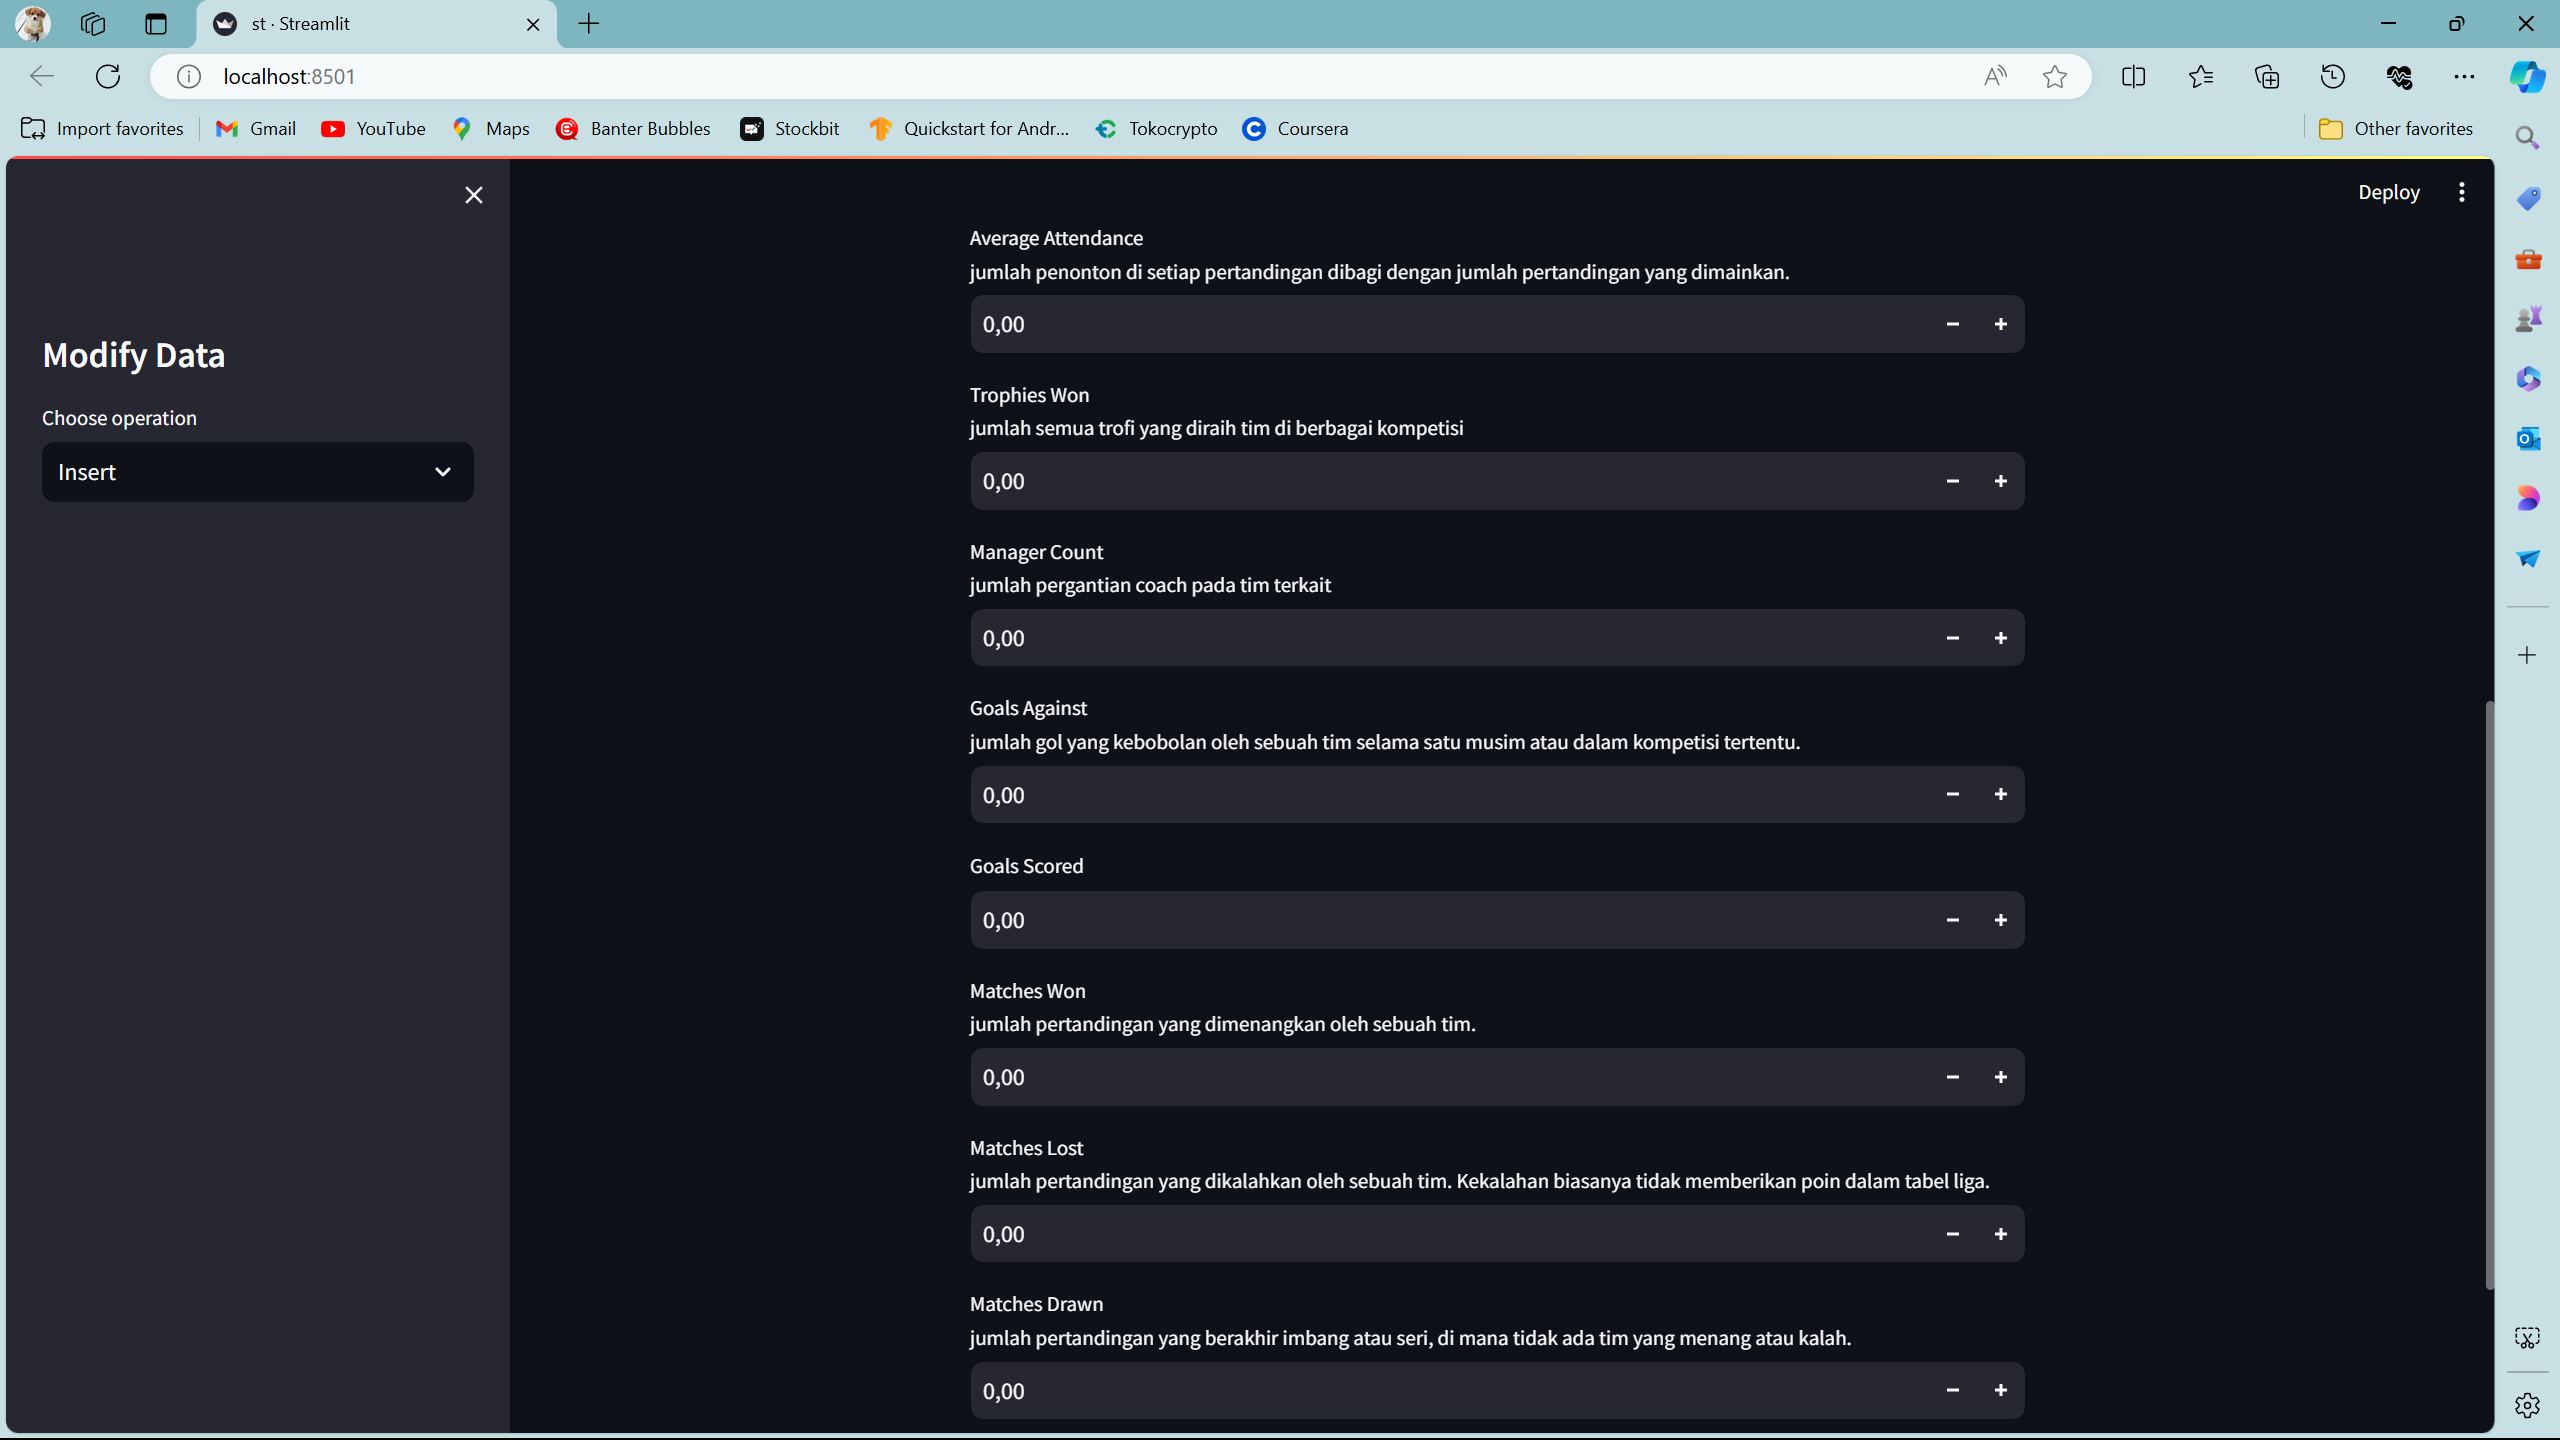 st · Streamlit
localhost:8501
Import favorites
Gmail
YouTube
Maps
Banter Bubbles
Stockbit
Quickstart for Andr...
Tokocrypto
Coursera
Other favorites
Deploy
Modify Data
Choose operation
Insert
Average Attendance
jumlah penonton di setiap pertandingan dibagi dengan jumlah pertandingan yang dimainkan.
0,00
Trophies Won
jumlah semua trofi yang diraih tim di berbagai kompetisi
0,00
Manager Count
jumlah pergantian coach pada tim terkait
0,00
Goals Against
jumlah gol yang kebobolan oleh sebuah tim selama satu musim atau dalam kompetisi tertentu.
0,00
Goals Scored
0,00
Matches Won
jumlah pertandingan yang dimenangkan oleh sebuah tim.
0,00
Matches Lost
jumlah pertandingan yang dikalahkan oleh sebuah tim. Kekalahan biasanya tidak memberikan poin dalam tabel liga.
0,00
Matches Drawn
jumlah pertandingan yang berakhir imbang atau seri, di mana tidak ada tim yang menang atau kalah.
0,00